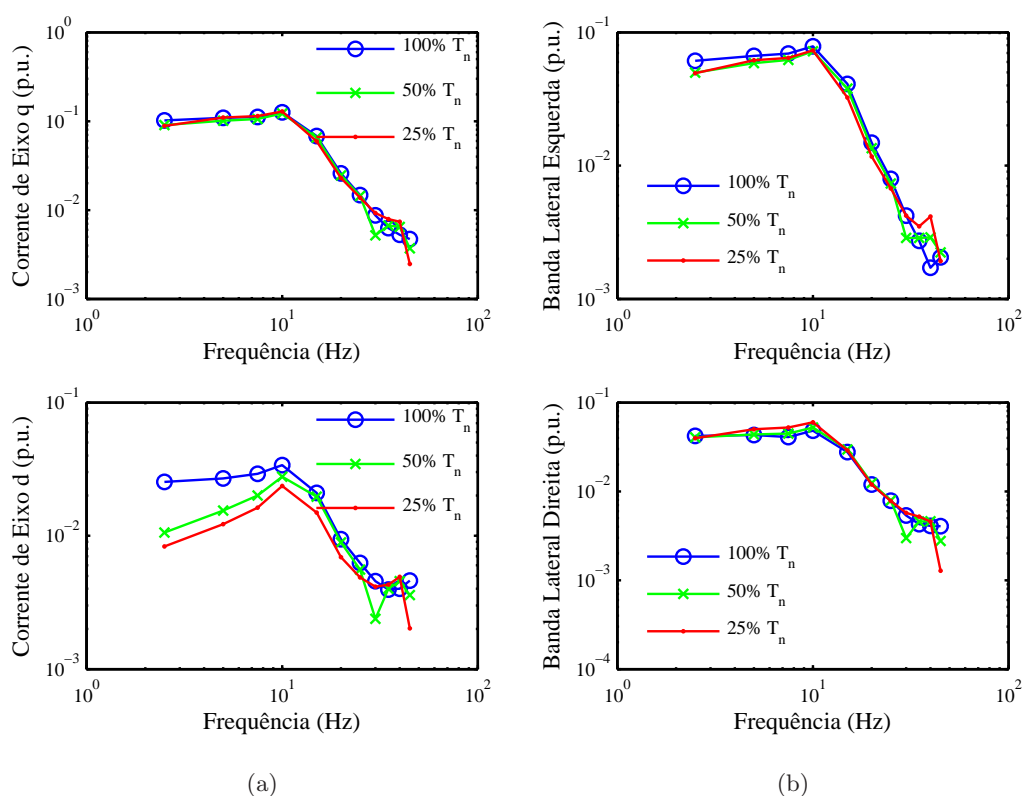 10^0
10^-1
10^-2
10^-3
10^0
10^1
10^2
Corrente de Eixo q (p.u.)
Frequência (Hz)
100% T_n
50% T_n
25% T_n
10^-1
10^-2
10^-3
10^0
10^1
10^2
Banda Lateral Esquerda (p.u.)
Frequência (Hz)
100% T_n
50% T_n
25% T_n
10^-1
10^-2
10^-3
10^0
10^1
10^2
Corrente de Eixo d (p.u.)
Frequência (Hz)
100% T_n
50% T_n
25% T_n
10^-1
10^-2
10^-3
10^-4
10^0
10^1
10^2
Banda Lateral Direita (p.u.)
Frequência (Hz)
100% T_n
50% T_n
25% T_n
(a)
(b)